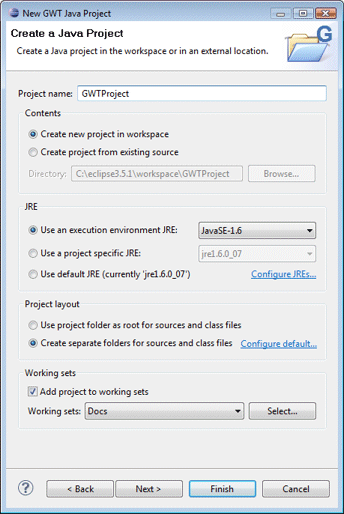 New GWT Java Project
Create a Java Project
Create a Java project in the workspace or in an external location.
G
Project name: GWTProject
Contents
Create new project in workspace
Create project from existing source
Directory: C:\eclipse3.5.1\workspace\GWTProject Browse...
JRE
Use an execution environment JRE: JavaSE-1.6
Use a project specific JRE: jre1.6.0_07
Use default JRE (currently 'jre1.6.0_07') Configure JREs...
Project layout
Use project folder as root for sources and class files
Create separate folders for sources and class files Configure default...
Working sets
Add project to working sets
Working sets: Docs Select...
? < Back Next > Finish Cancel